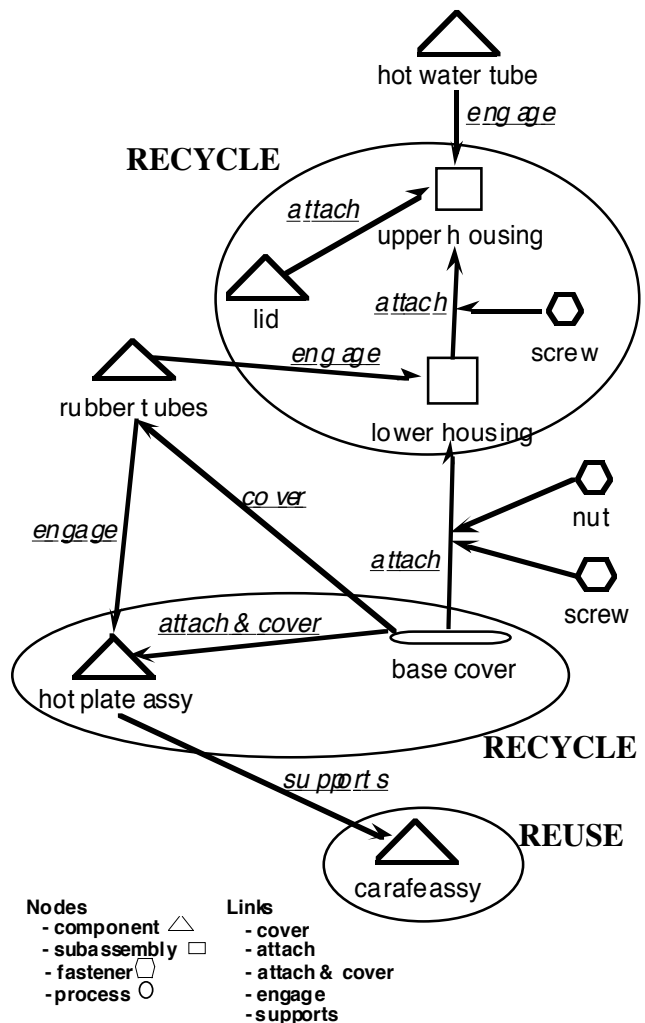 hot water tube
engage
RECYCLE
attach
upper housing
lid
attach
screw
engage
rubber tubes
lower housing
cover
nut
engage
attach
screw
attach & cover
base cover
hot plate assy
RECYCLE
supports
REUSE
carafe assy
Nodes
- component
- subassembly
- fastener
- process
Links
- cover
- attach
- attach & cover
- engage
- supports